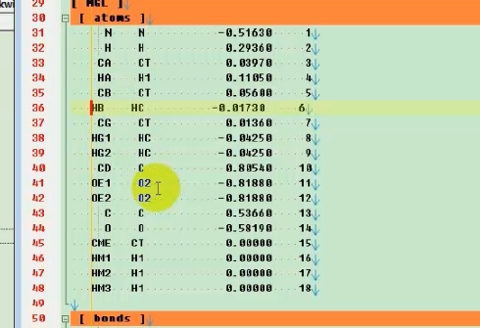 kwi
29 [ MGL ]
30 [ atoms ]
31 N N -0.51630 1
32 H H 0.29360 2
33 CA CT 0.03970 3
34 HA H1 0.11050 4
35 CB CT 0.05600 5
36 HB HC -0.01730 6
37 CG CT 0.01360 7
38 HG1 HC -0.04250 8
39 HG2 HC -0.04250 9
40 CD C 0.80540 10
41 OE1 O2 -0.81880 11
42 OE2 O2 -0.81880 12
43 C C 0.53660 13
44 O O -0.58190 14
45 CME CT 0.00000 15
46 HM1 H1 0.00000 16
47 HM2 H1 0.00000 17
48 HM3 H1 0.00000 18
49
50 [ bonds ]